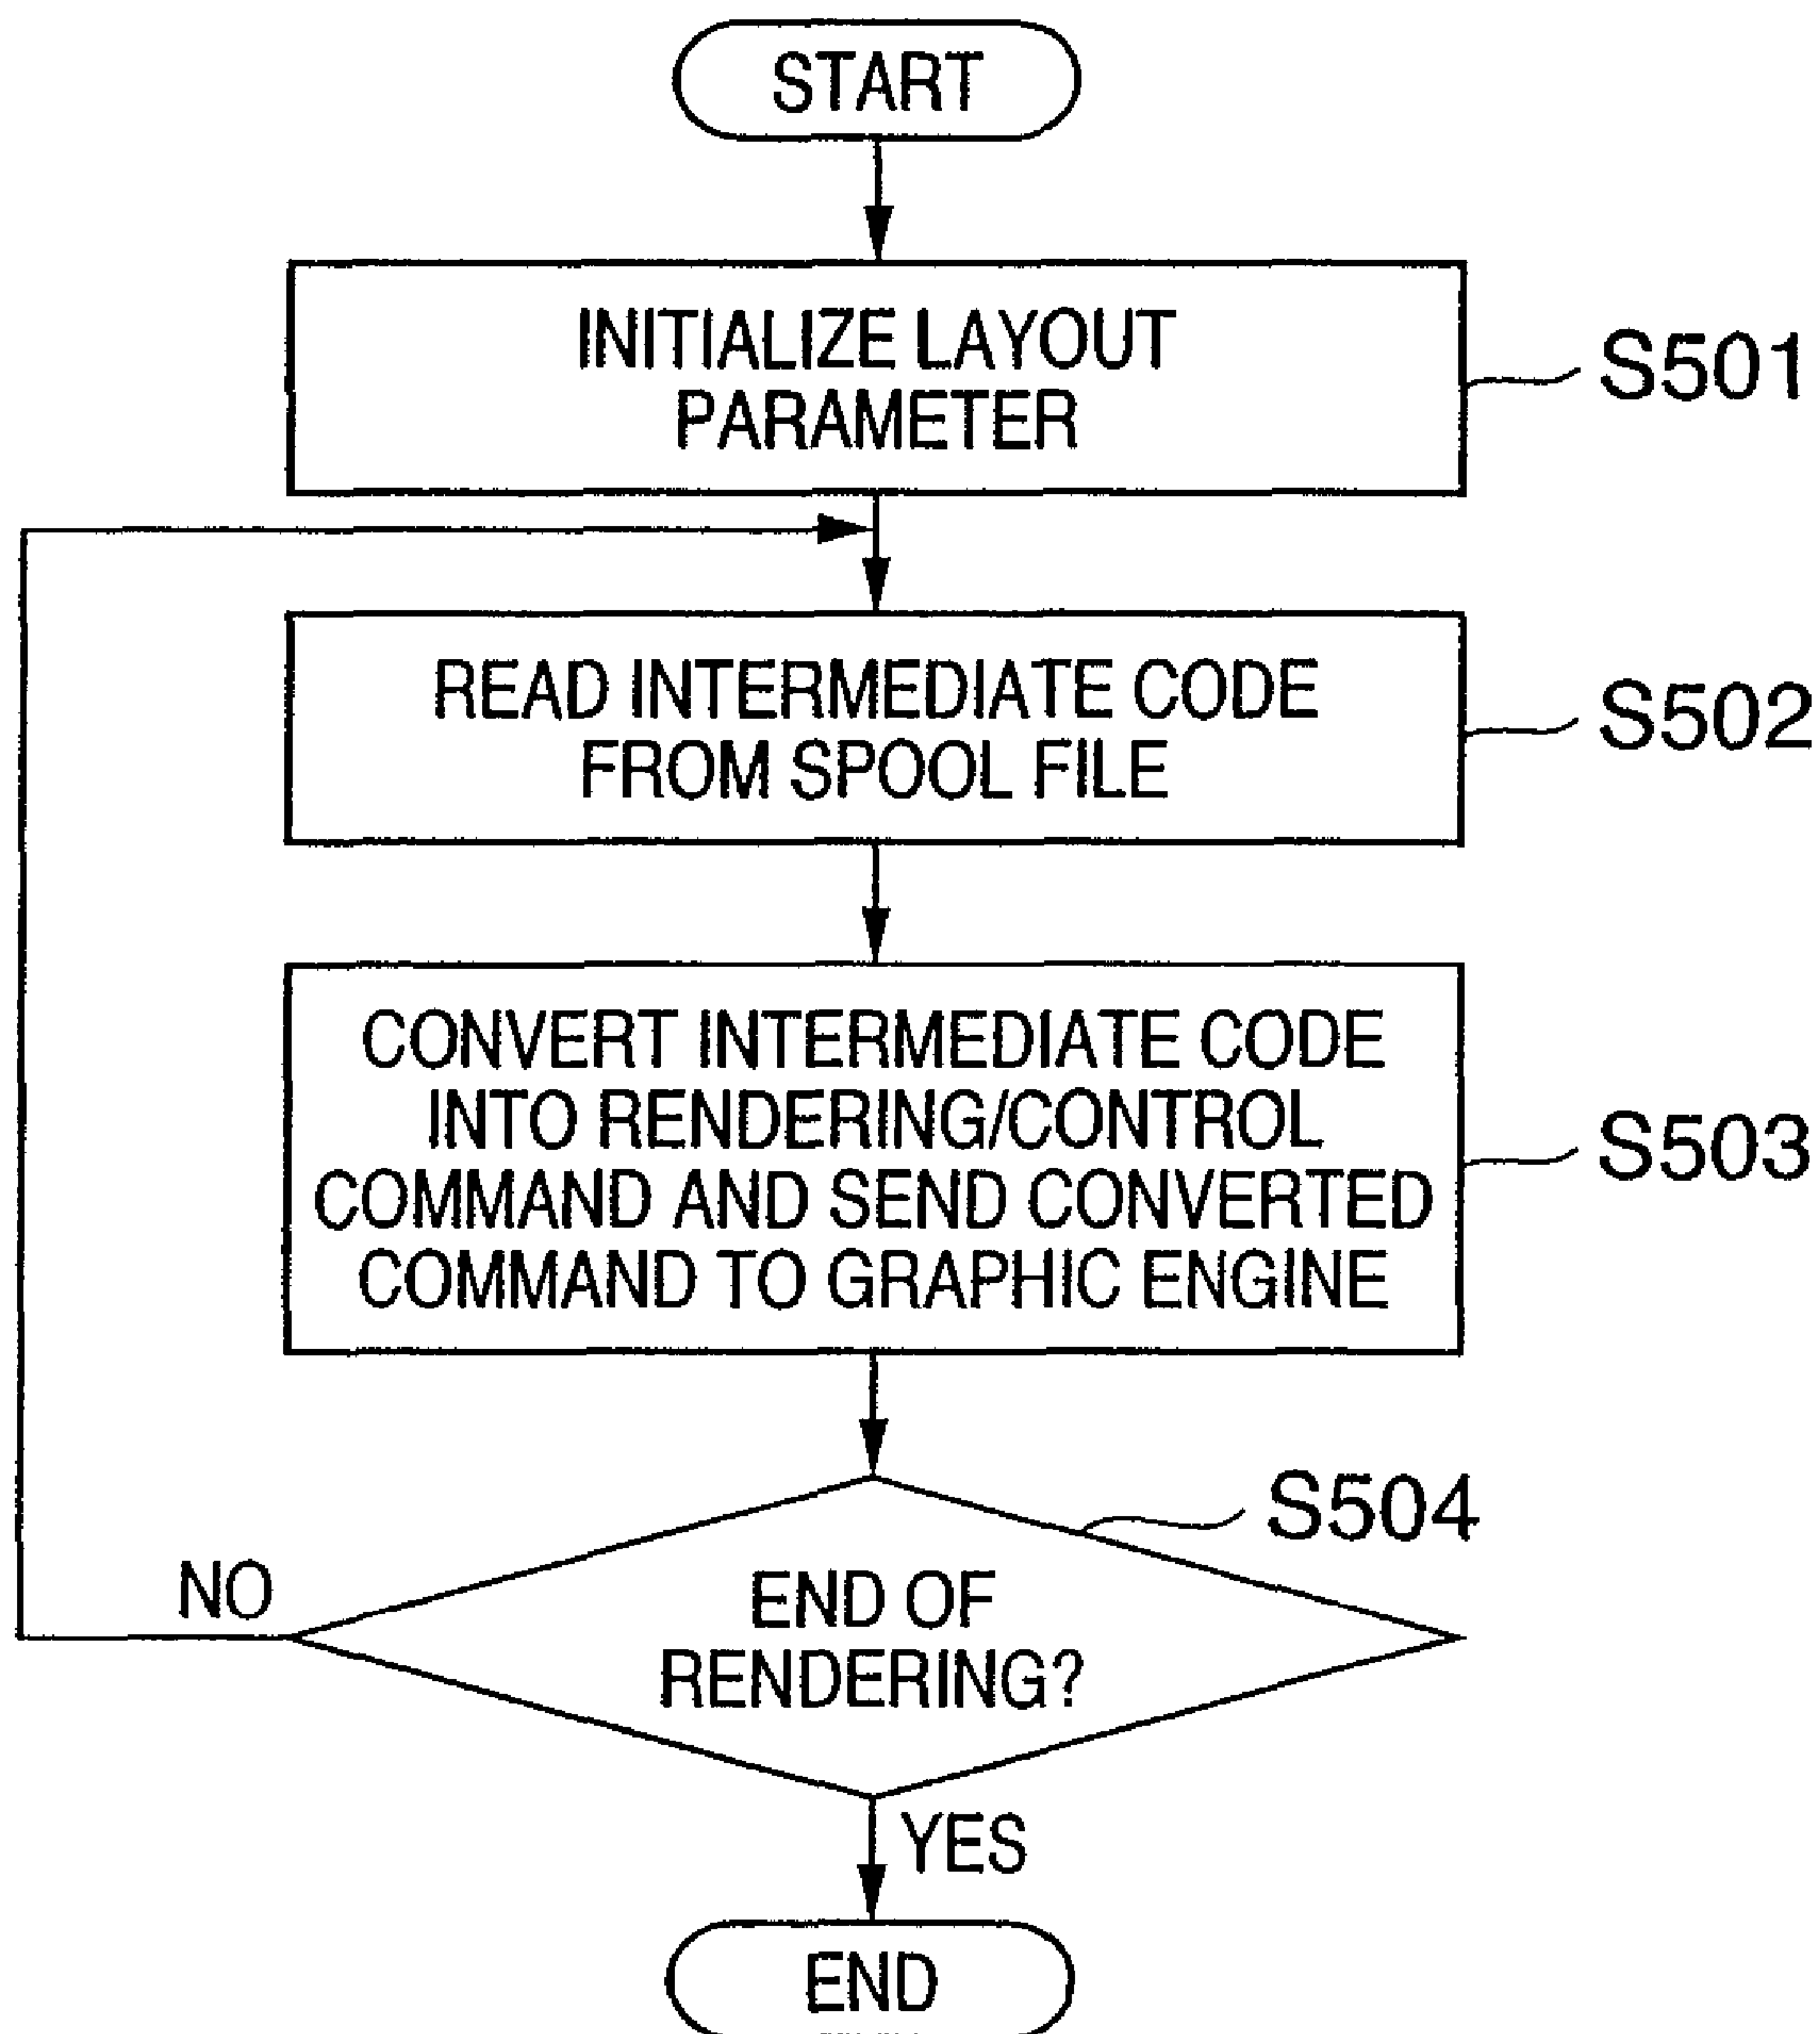 START
INITIALIZE LAYOUT
PARAMETER
S501
READ INTERMEDIATE CODE
FROM SPOOL FILE
S502
CONVERT INTERMEDIATE CODE
INTO RENDERING/CONTROL
COMMAND AND SEND CONVERTED
COMMAND TO GRAPHIC ENGINE
S503
S504
END OF
RENDERING?
NO
YES
END